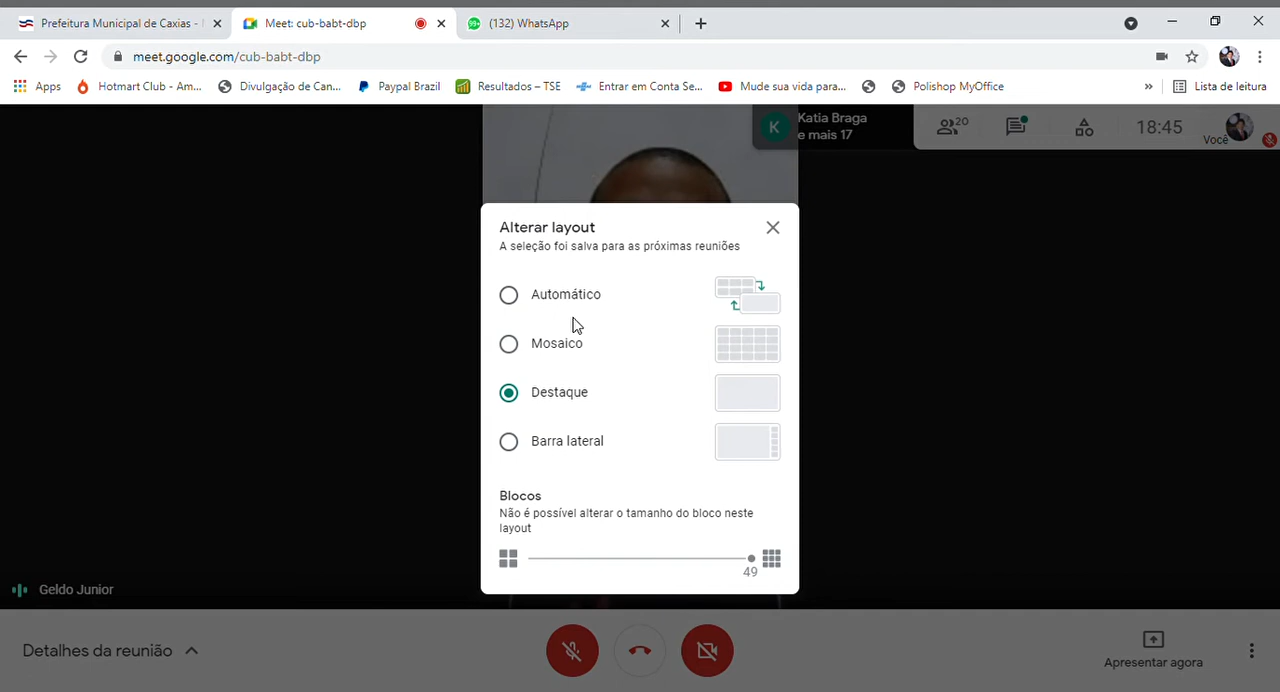 Prefeitura Municipal de Caxias -
Meet: cub-babt-dbp
99+
(132) WhatsApp
meet.google.com/cub-babt-dbp
Apps
Hotmart Club - Am...
Divulgação de Can...
Paypal Brazil
Resultados – TSE
Entrar em Conta Se...
Mude sua vida para...
Polishop MyOffice
»
Lista de leitura
K
Katia Braga
e mais 17
20
18:45
Você
Alterar layout
A seleção foi salva para as próximas reuniões
Automático
Mosaico
Destaque
Barra lateral
Blocos
Não é possível alterar o tamanho do bloco neste
layout
49
Geldo Junior
Detalhes da reunião
Apresentar agora